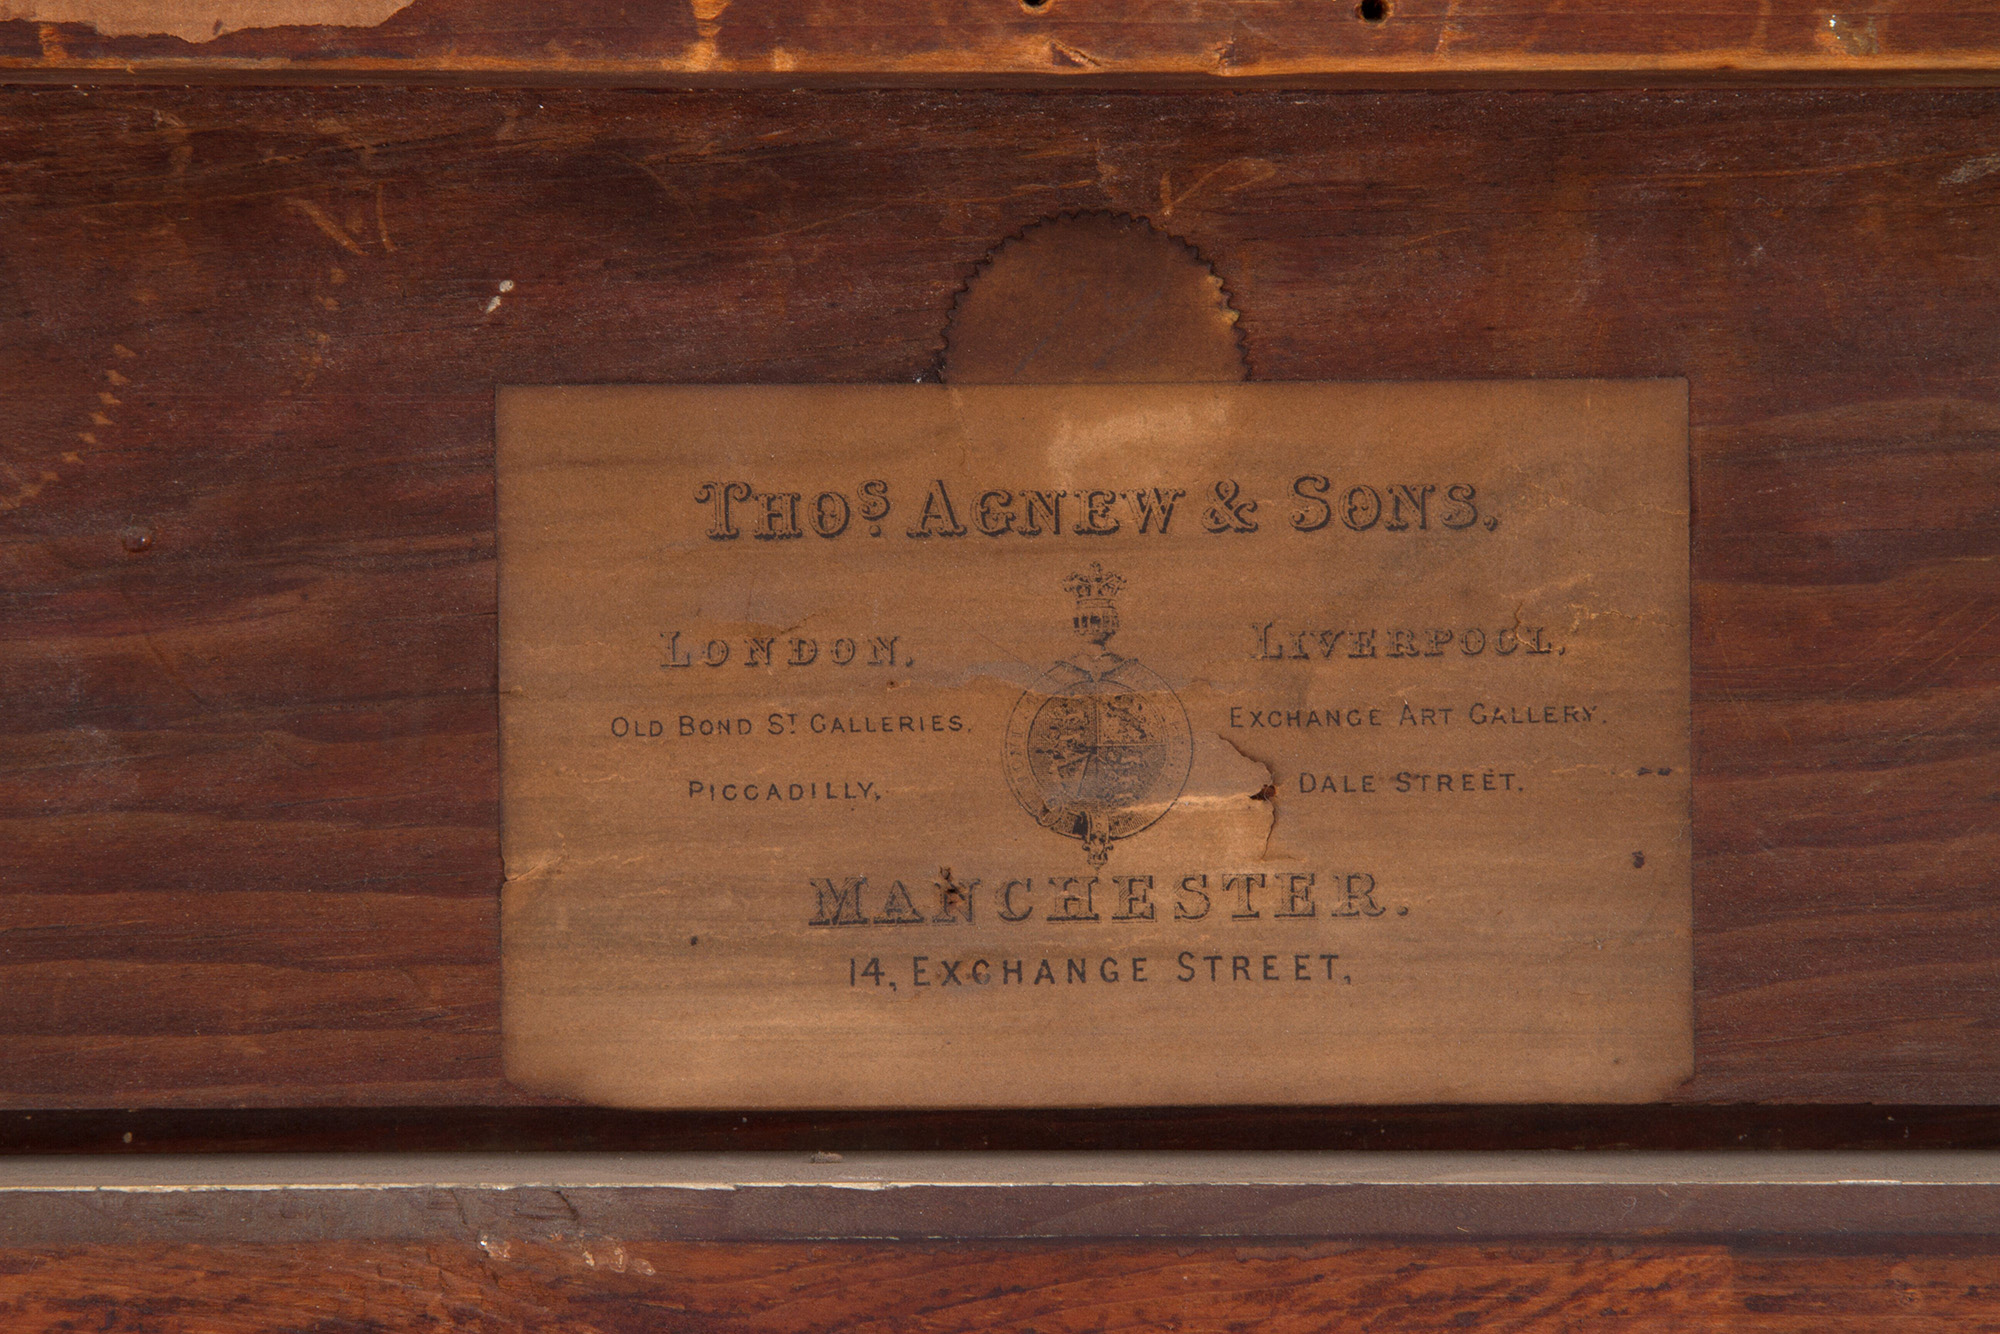 THOS. AGNEW & SONS,
LONDON,
OLD BOND ST GALLERIES,
PICCADILLY,
LIVERPOOL,
EXCHANGE ART GALLERY,
DALE STREET.
MANCHESTER.
14, EXCHANGE STREET,